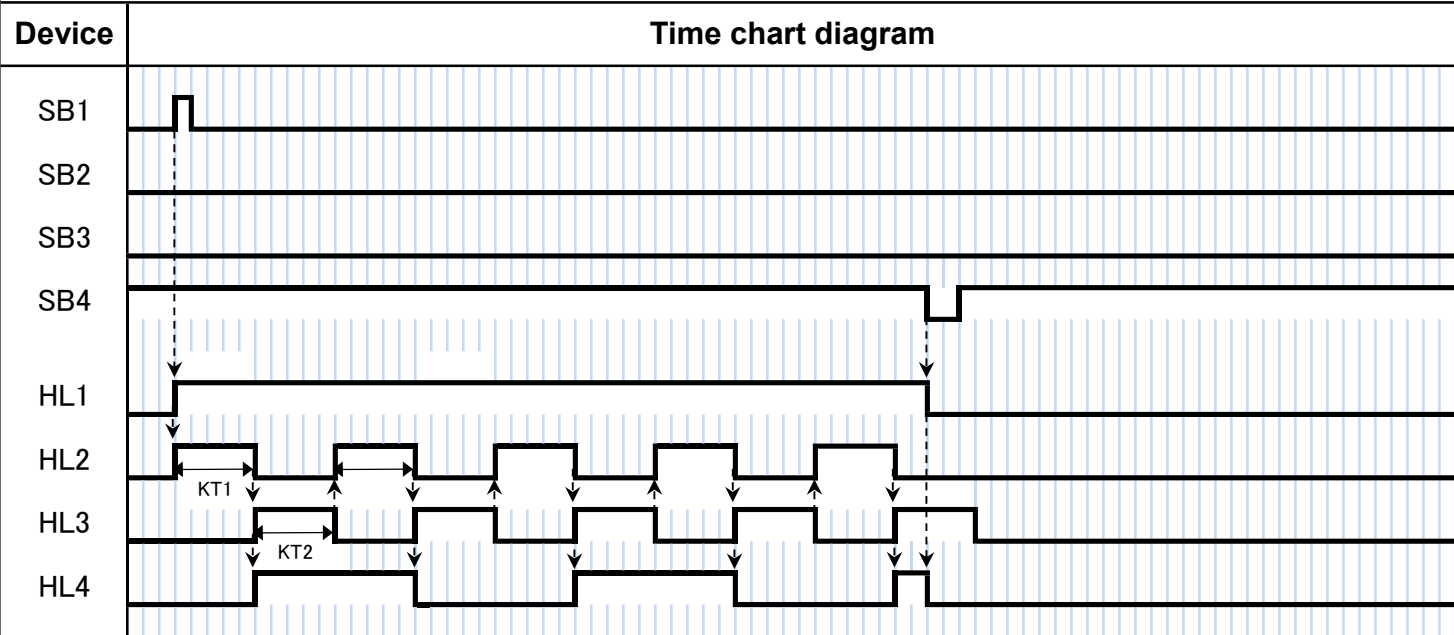 Device Time chart diagram
SB1
SB2
SB3
SB4
HL1
HL2
KT1
HL3
KT2
HL4